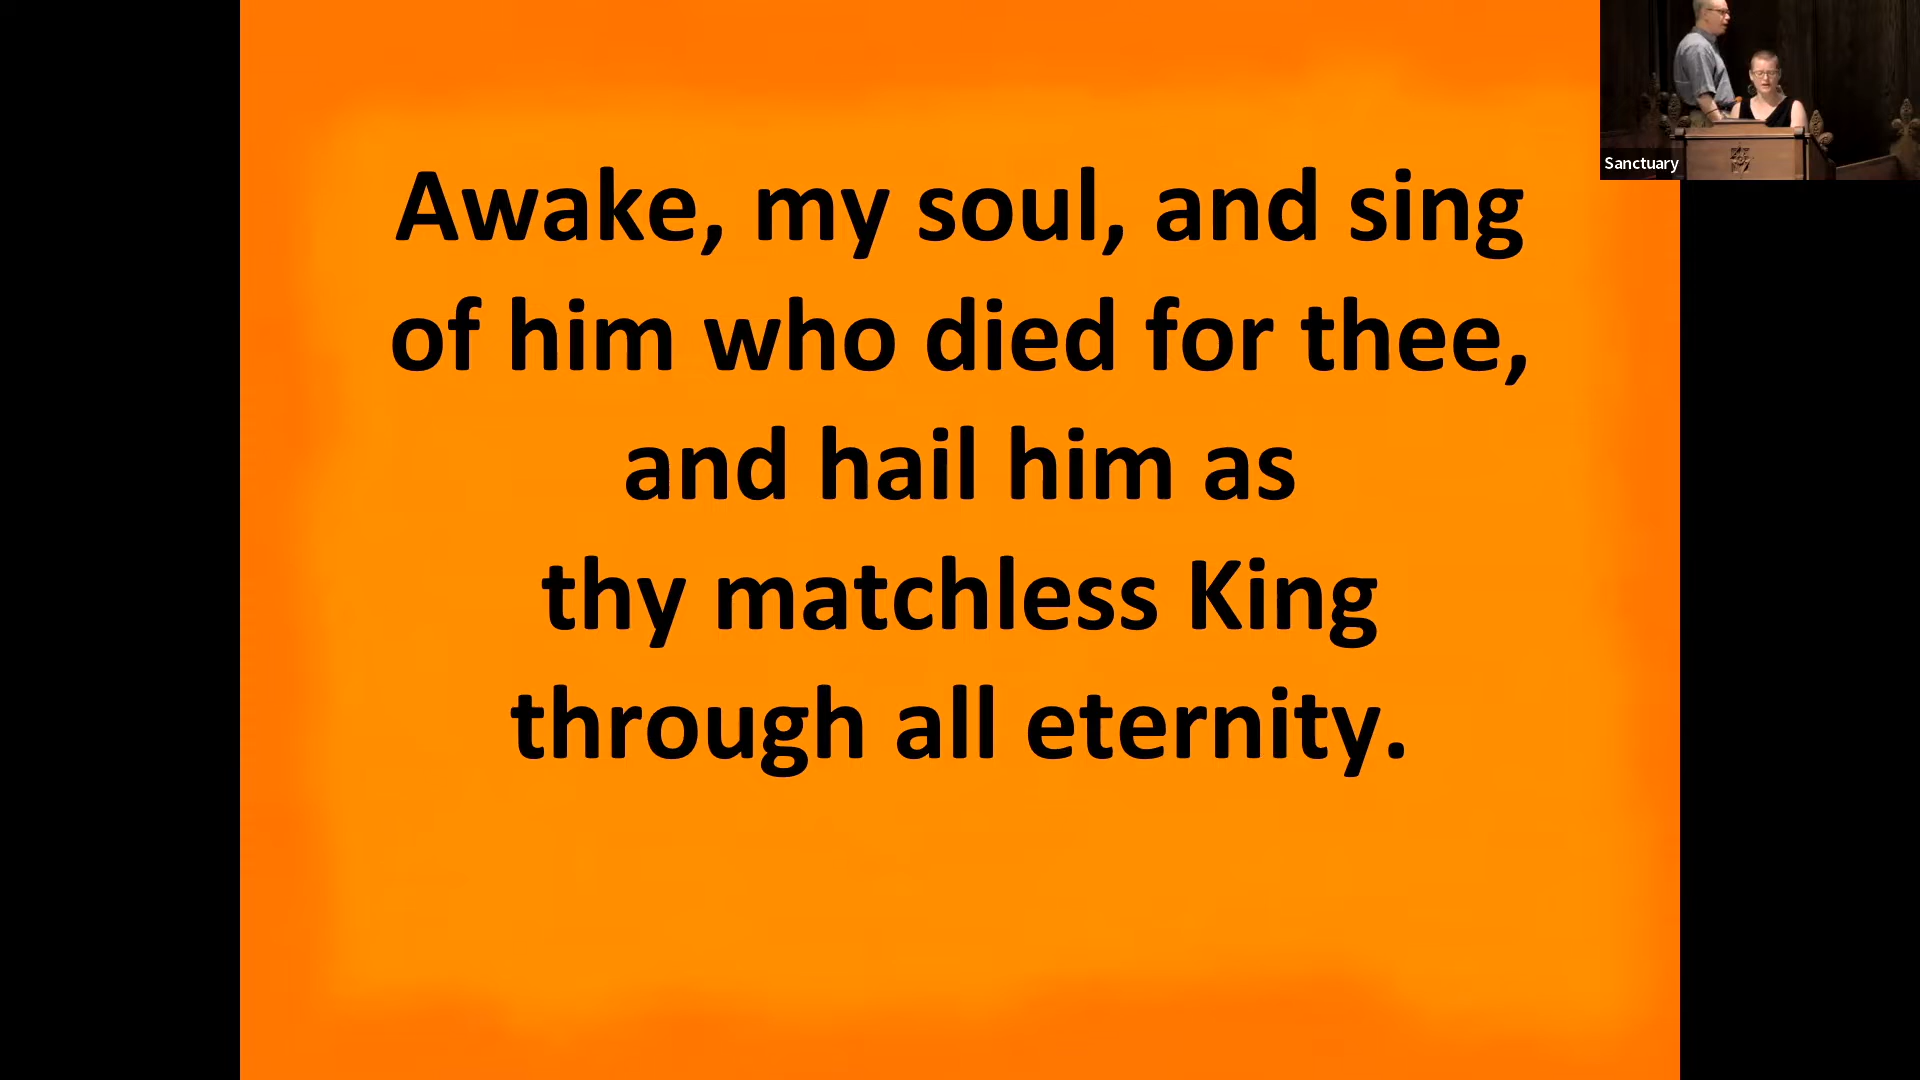 Awake, my soul, and sing
of him who died for thee,
and hail him as
thy matchless King
through all eternity.
Sanctuary